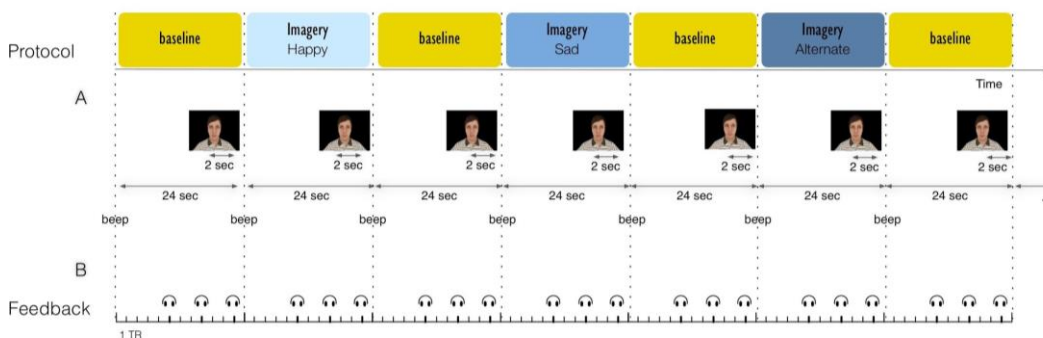 Protocol
baseline
Imagery
Happy
baseline
Imagery
Sad
baseline
Imagery
Alternate
baseline
Time
A
2 sec
2 sec
2 sec
2 sec
2 sec
2 sec
2 sec
24 sec
24 sec
24 sec
24 sec
24 sec
24 sec
24 sec
beep
beep
beep
beep
beep
beep
beep
B
Feedback
1 TR